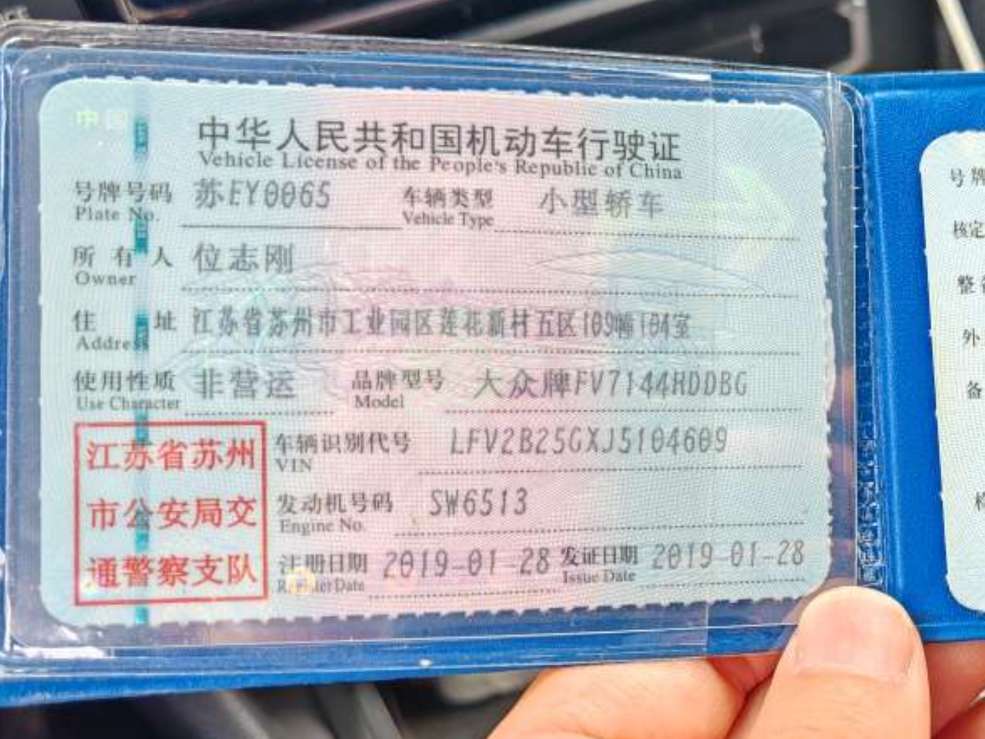 中国
中华人民共和国机动车行驶证
Vehicle License of the People's Republic of China
号牌号码 苏EY0065 车辆类型 小型轿车
Plate No. Vehicle Type
所有人 位志刚
Owner
住址 江苏省苏州市工业园区莲花新村五区109幢104室
Address
使用性质 非营运 品牌型号 大众牌FV7144HDDBG
Use Character Model
江苏省苏州
市公安局交
通警察支队
车辆识别代号 LFV2B25GXJ5104609
VIN
发动机号码 SW6513
Engine No.
注册日期 2019-01-28 发证日期 2019-01-28
Register Date Issue Date
号牌
核定
整备
外
备